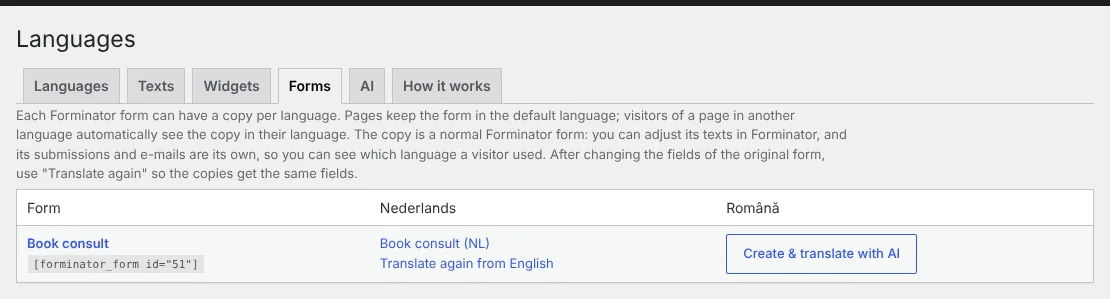 Languages
Languages Texts Widgets Forms AI How it works
Each Forminator form can have a copy per language. Pages keep the form in the default language; visitors of a page in another
language automatically see the copy in their language. The copy is a normal Forminator form: you can adjust its texts in Forminator, and
its submissions and e-mails are its own, so you can see which language a visitor used. After changing the fields of the original form,
use "Translate again" so the copies get the same fields.
Form Nederlands Română
Book consult Book consult (NL) Create & translate with AI
[forminator_form id="51"] Translate again from English